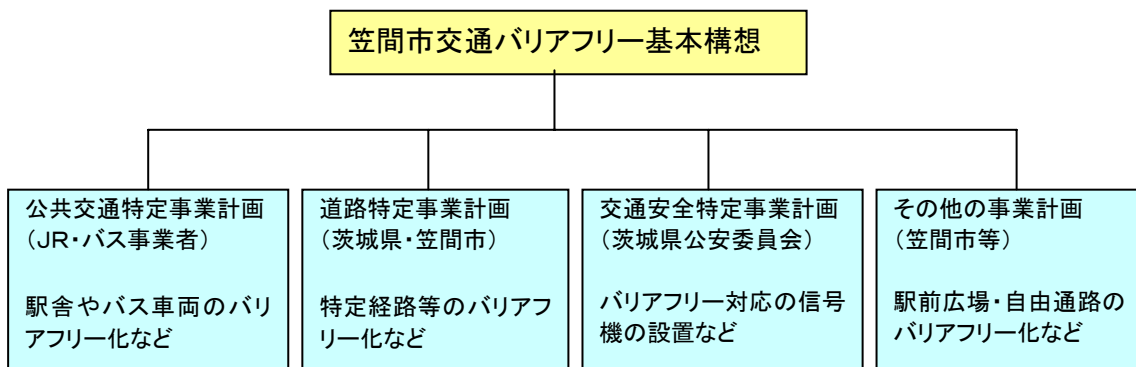 笠間市交通バリアフリー基本構想
公共交通特定事業計画
（ＪＲ・バス事業者）
駅舎やバス車両のバリ
アフリー化など
道路特定事業計画
（茨城県・笠間市）
特定経路等のバリアフ
リー化など
交通安全特定事業計画
（茨城県公安委員会）
バリアフリー対応の信号
機の設置など
その他の事業計画
（笠間市等）
駅前広場・自由通路の
バリアフリー化など